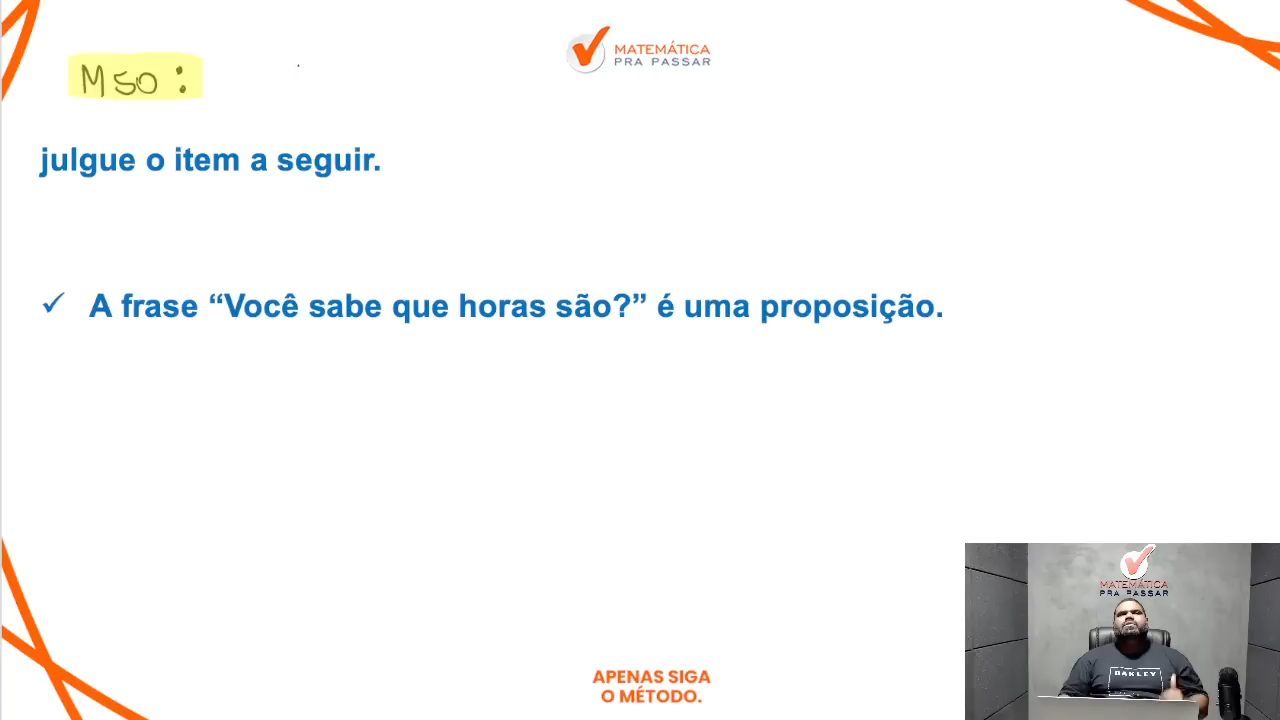 MATEMÁTICA
PRA PASSAR
M50:
julgue o item a seguir.
✓ A frase “Você sabe que horas são?” é uma proposição.
MATEMÁTICA
PRA PASSAR
OAKLEY
APENAS SIGA
O MÉTODO.